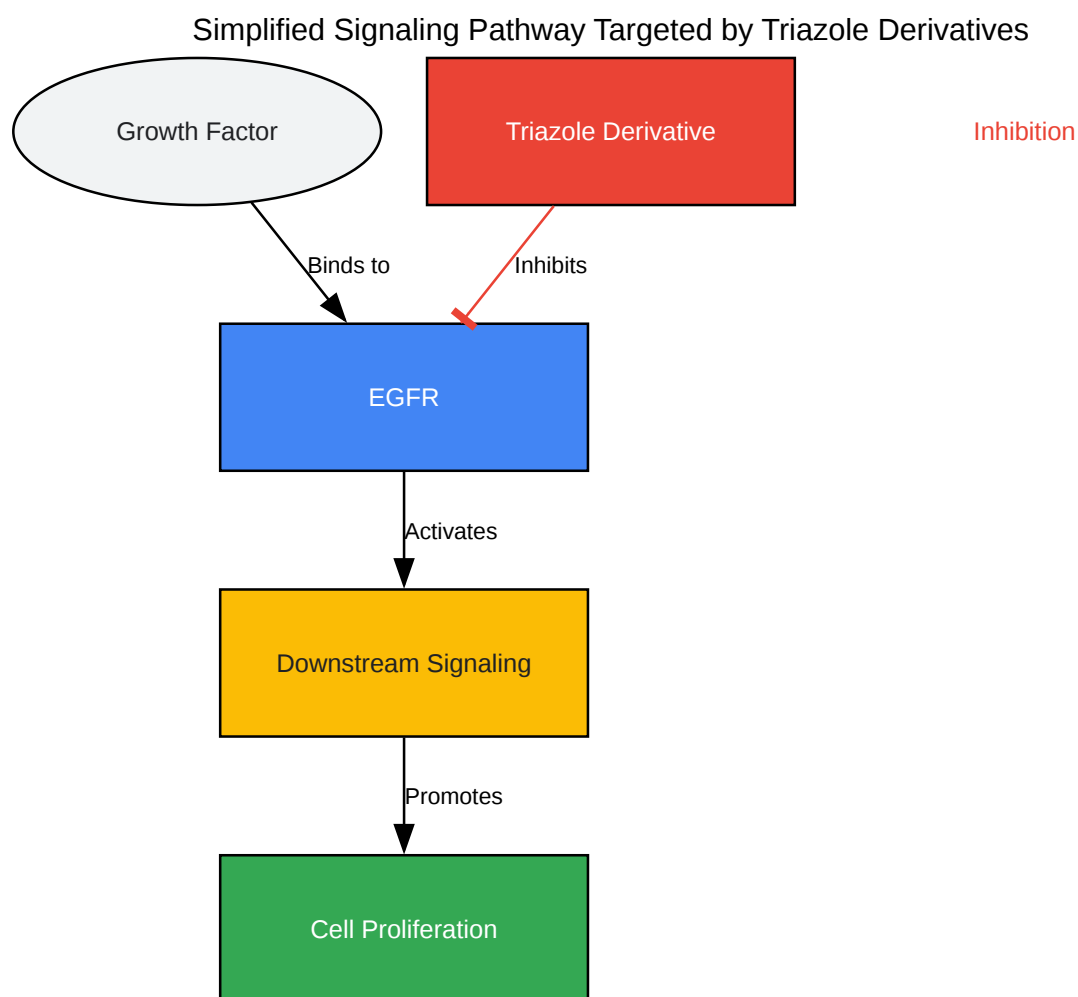 Simplified Signaling Pathway Targeted by Triazole Derivatives
Growth Factor
Triazole Derivative
Inhibition
Binds to
Inhibits
EGFR
Activates
Downstream Signaling
Promotes
Cell Proliferation